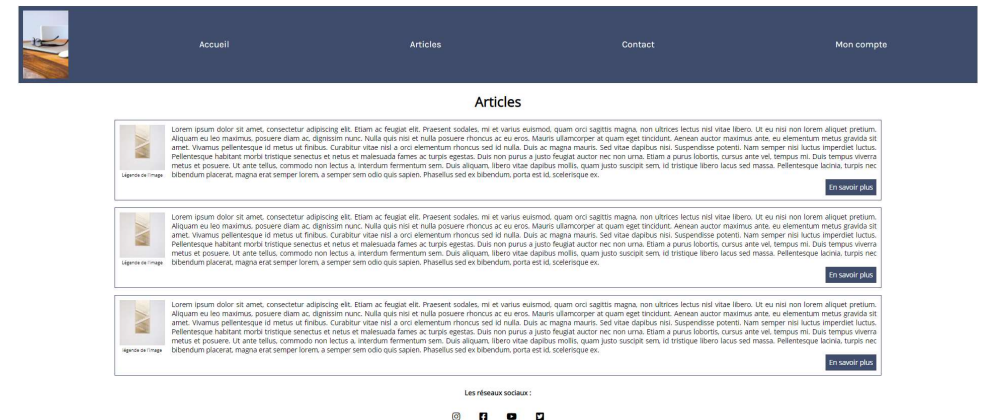 Accueil Articles Contact Mon compte
Articles
Lorem ipsum dolor sit amet, consectetur adipiscing elit. Etiam ac feugiat elit. Praesent sodales, mi et varius euismod, quam orci sagittis magna, non ultrices lectus nisl vitae libero. Ut eu nisi non lorem aliquet pretium.
Aliquam eu leo maximus, posuere diam ac, dignissim nunc. Nulla quis nisi et nulla posuere rhoncus ac eu eros. Mauris ullamcorper at quam eget tincidunt. Aenean auctor maximus ante, eu elementum metus gravida sit
amet. Vivamus pellentesque id metus ut finibus. Curabitur vitae nisl a orci elementum rhoncus sed id nulla. Duis ac magna mauris. Sed vitae dapibus nisi. Suspendisse potenti. Nam semper nisi luctus imperdiet luctus.
Pellentesque habitant morbi tristique senectus et netus et malesuada fames ac turpis egestas. Duis non purus a justo feugiat auctor nec non urna. Etiam a purus lobortis, cursus ante vel, tempus mi. Duis tempus viverra
metus et posuere. Ut ante tellus, commodo non lectus a, interdum fermentum sem. Duis aliquam, libero vitae dapibus mollis, quam justo suscipit sem, id tristique libero lacus sed massa. Pellentesque lacinia, turpis nec
bibendum placerat, magna erat semper lorem, a semper sem odio quis sapien. Phasellus sed ex bibendum, porta est id, scelerisque ex.
Légende de l'image
En savoir plus
Lorem ipsum dolor sit amet, consectetur adipiscing elit. Etiam ac feugiat elit. Praesent sodales, mi et varius euismod, quam orci sagittis magna, non ultrices lectus nisl vitae libero. Ut eu nisi non lorem aliquet pretium.
Aliquam eu leo maximus, posuere diam ac, dignissim nunc. Nulla quis nisi et nulla posuere rhoncus ac eu eros. Mauris ullamcorper at quam eget tincidunt. Aenean auctor maximus ante, eu elementum metus gravida sit
amet. Vivamus pellentesque id metus ut finibus. Curabitur vitae nisl a orci elementum rhoncus sed id nulla. Duis ac magna mauris. Sed vitae dapibus nisi. Suspendisse potenti. Nam semper nisl luctus imperdiet luctus.
Pellentesque habitant morbi tristique senectus et netus et malesuada fames ac turpis egestas. Duis non purus a justo feugiat auctor nec non urna. Etiam a purus lobortis, cursus ante vel, tempus mi. Duis tempus viverra
metus et posuere. Ut ante tellus, commodo non lectus a, interdum fermentum sem. Duis aliquam, libero vitae dapibus mollis, quam justo suscipit sem, id tristique libero lacus sed massa. Pellentesque lacinia, turpis nec
bibendum placerat, magna erat semper lorem, a semper sem odio quis sapien. Phasellus sed ex bibendum, porta est id, scelerisque ex.
Légende de l'image
En savoir plus
Lorem ipsum dolor sit amet, consectetur adipiscing elit. Etiam ac feugiat elit. Praesent sodales, mi et varius euismod, quam orci sagittis magna, non ultrices lectus nisl vitae libero. Ut eu nisi non lorem aliquet pretium.
Aliquam eu leo maximus, posuere diam ac, dignissim nunc. Nulla quis nisi et nulla posuere rhoncus ac eu eros. Mauris ullamcorper at quam eget tincidunt. Aenean auctor maximus ante, eu elementum metus gravida sit
amet. Vivamus pellentesque id metus ut finibus. Curabitur vitae nisl a orci elementum rhoncus sed id nulla. Duis ac magna mauris. Sed vitae dapibus nisi. Suspendisse potenti. Nam semper nisl luctus imperdiet luctus.
Pellentesque habitant morbi tristique senectus et netus et malesuada fames ac turpis egestas. Duis non purus a justo feugiat auctor nec non urna. Etiam a purus lobortis, cursus ante vel, tempus mi. Duis tempus viverra
metus et posuere. Ut ante tellus, commodo non lectus a, interdum fermentum sem. Duis aliquam, libero vitae dapibus mollis, quam justo suscipit sem, id tristique libero lacus sed massa. Pellentesque lacinia, turpis nec
bibendum placerat, magna erat semper lorem, a semper sem odio quis sapien. Phasellus sed ex bibendum, porta est id, scelerisque ex.
légende de l'image
En savoir plus
Les réseaux sociaux :